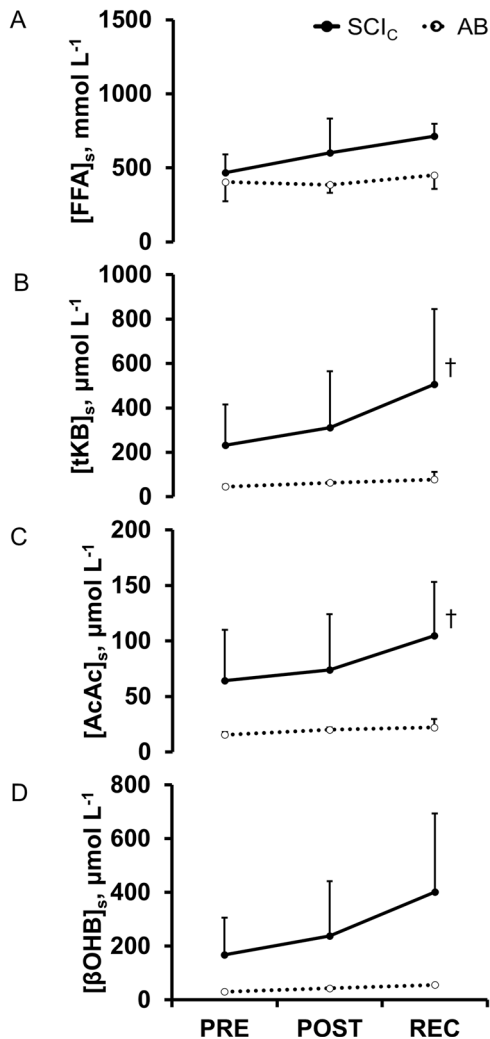 A
SCI_C AB
1500
1000
500
0
[FFA]_s, mmol L^-1
B
1000
800
600
400
200
0
[tKB]_s, µmol L^-1
†
C
200
150
100
50
0
[AcAc]_s, µmol L^-1
†
D
800
600
400
200
0
[βOHB]_s, µmol L^-1
PRE POST REC